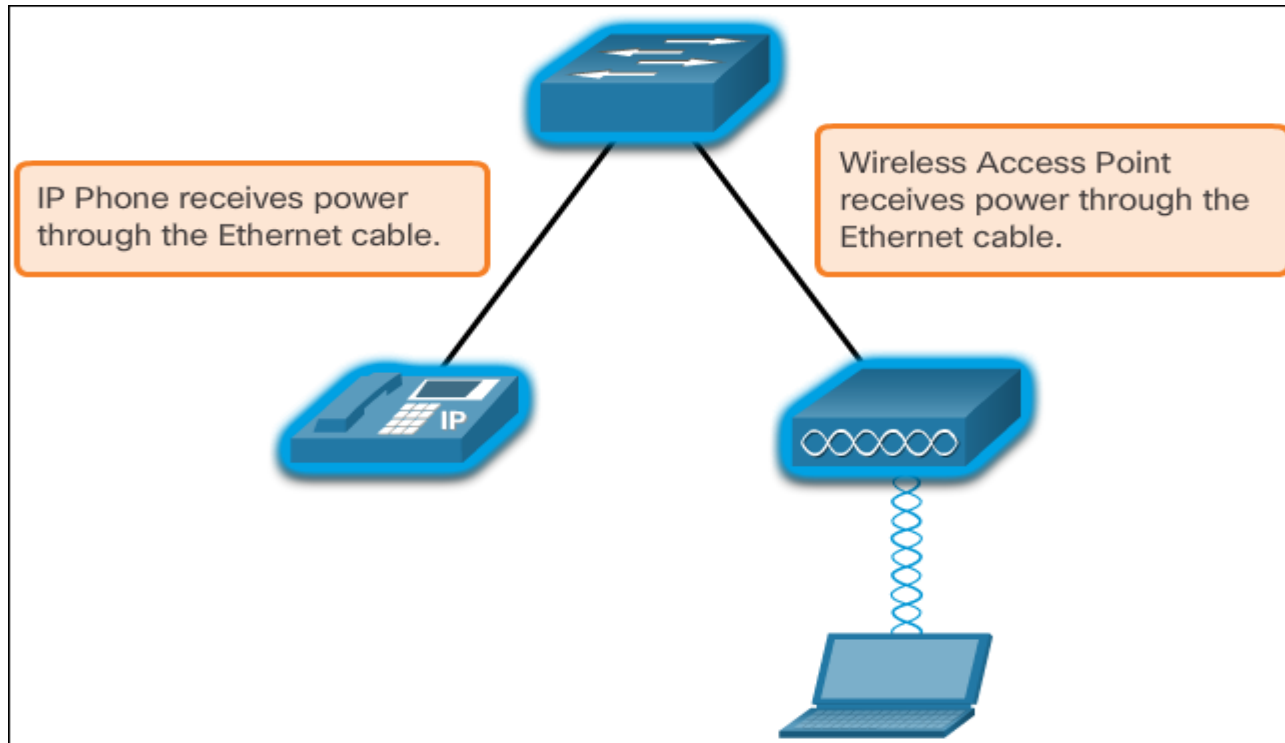 IP Phone receives power
through the Ethernet cable.
Wireless Access Point
receives power through the
Ethernet cable.
IP